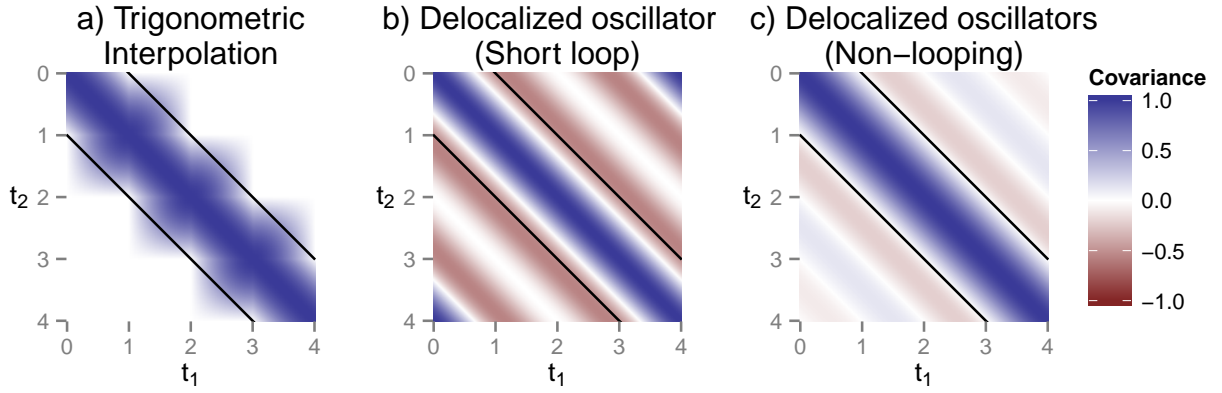 a) Trigonometric
Interpolation
b) Delocalized oscillator
(Short loop)
c) Delocalized oscillators
(Non−looping)
0
1
2
3
4
t2
0 1 2 3 4
t1
0
1
2
3
4
t2
0 1 2 3 4
t1
0
1
2
3
4
t2
0 1 2 3 4
t1
Covariance
1.0
0.5
0.0
−0.5
−1.0